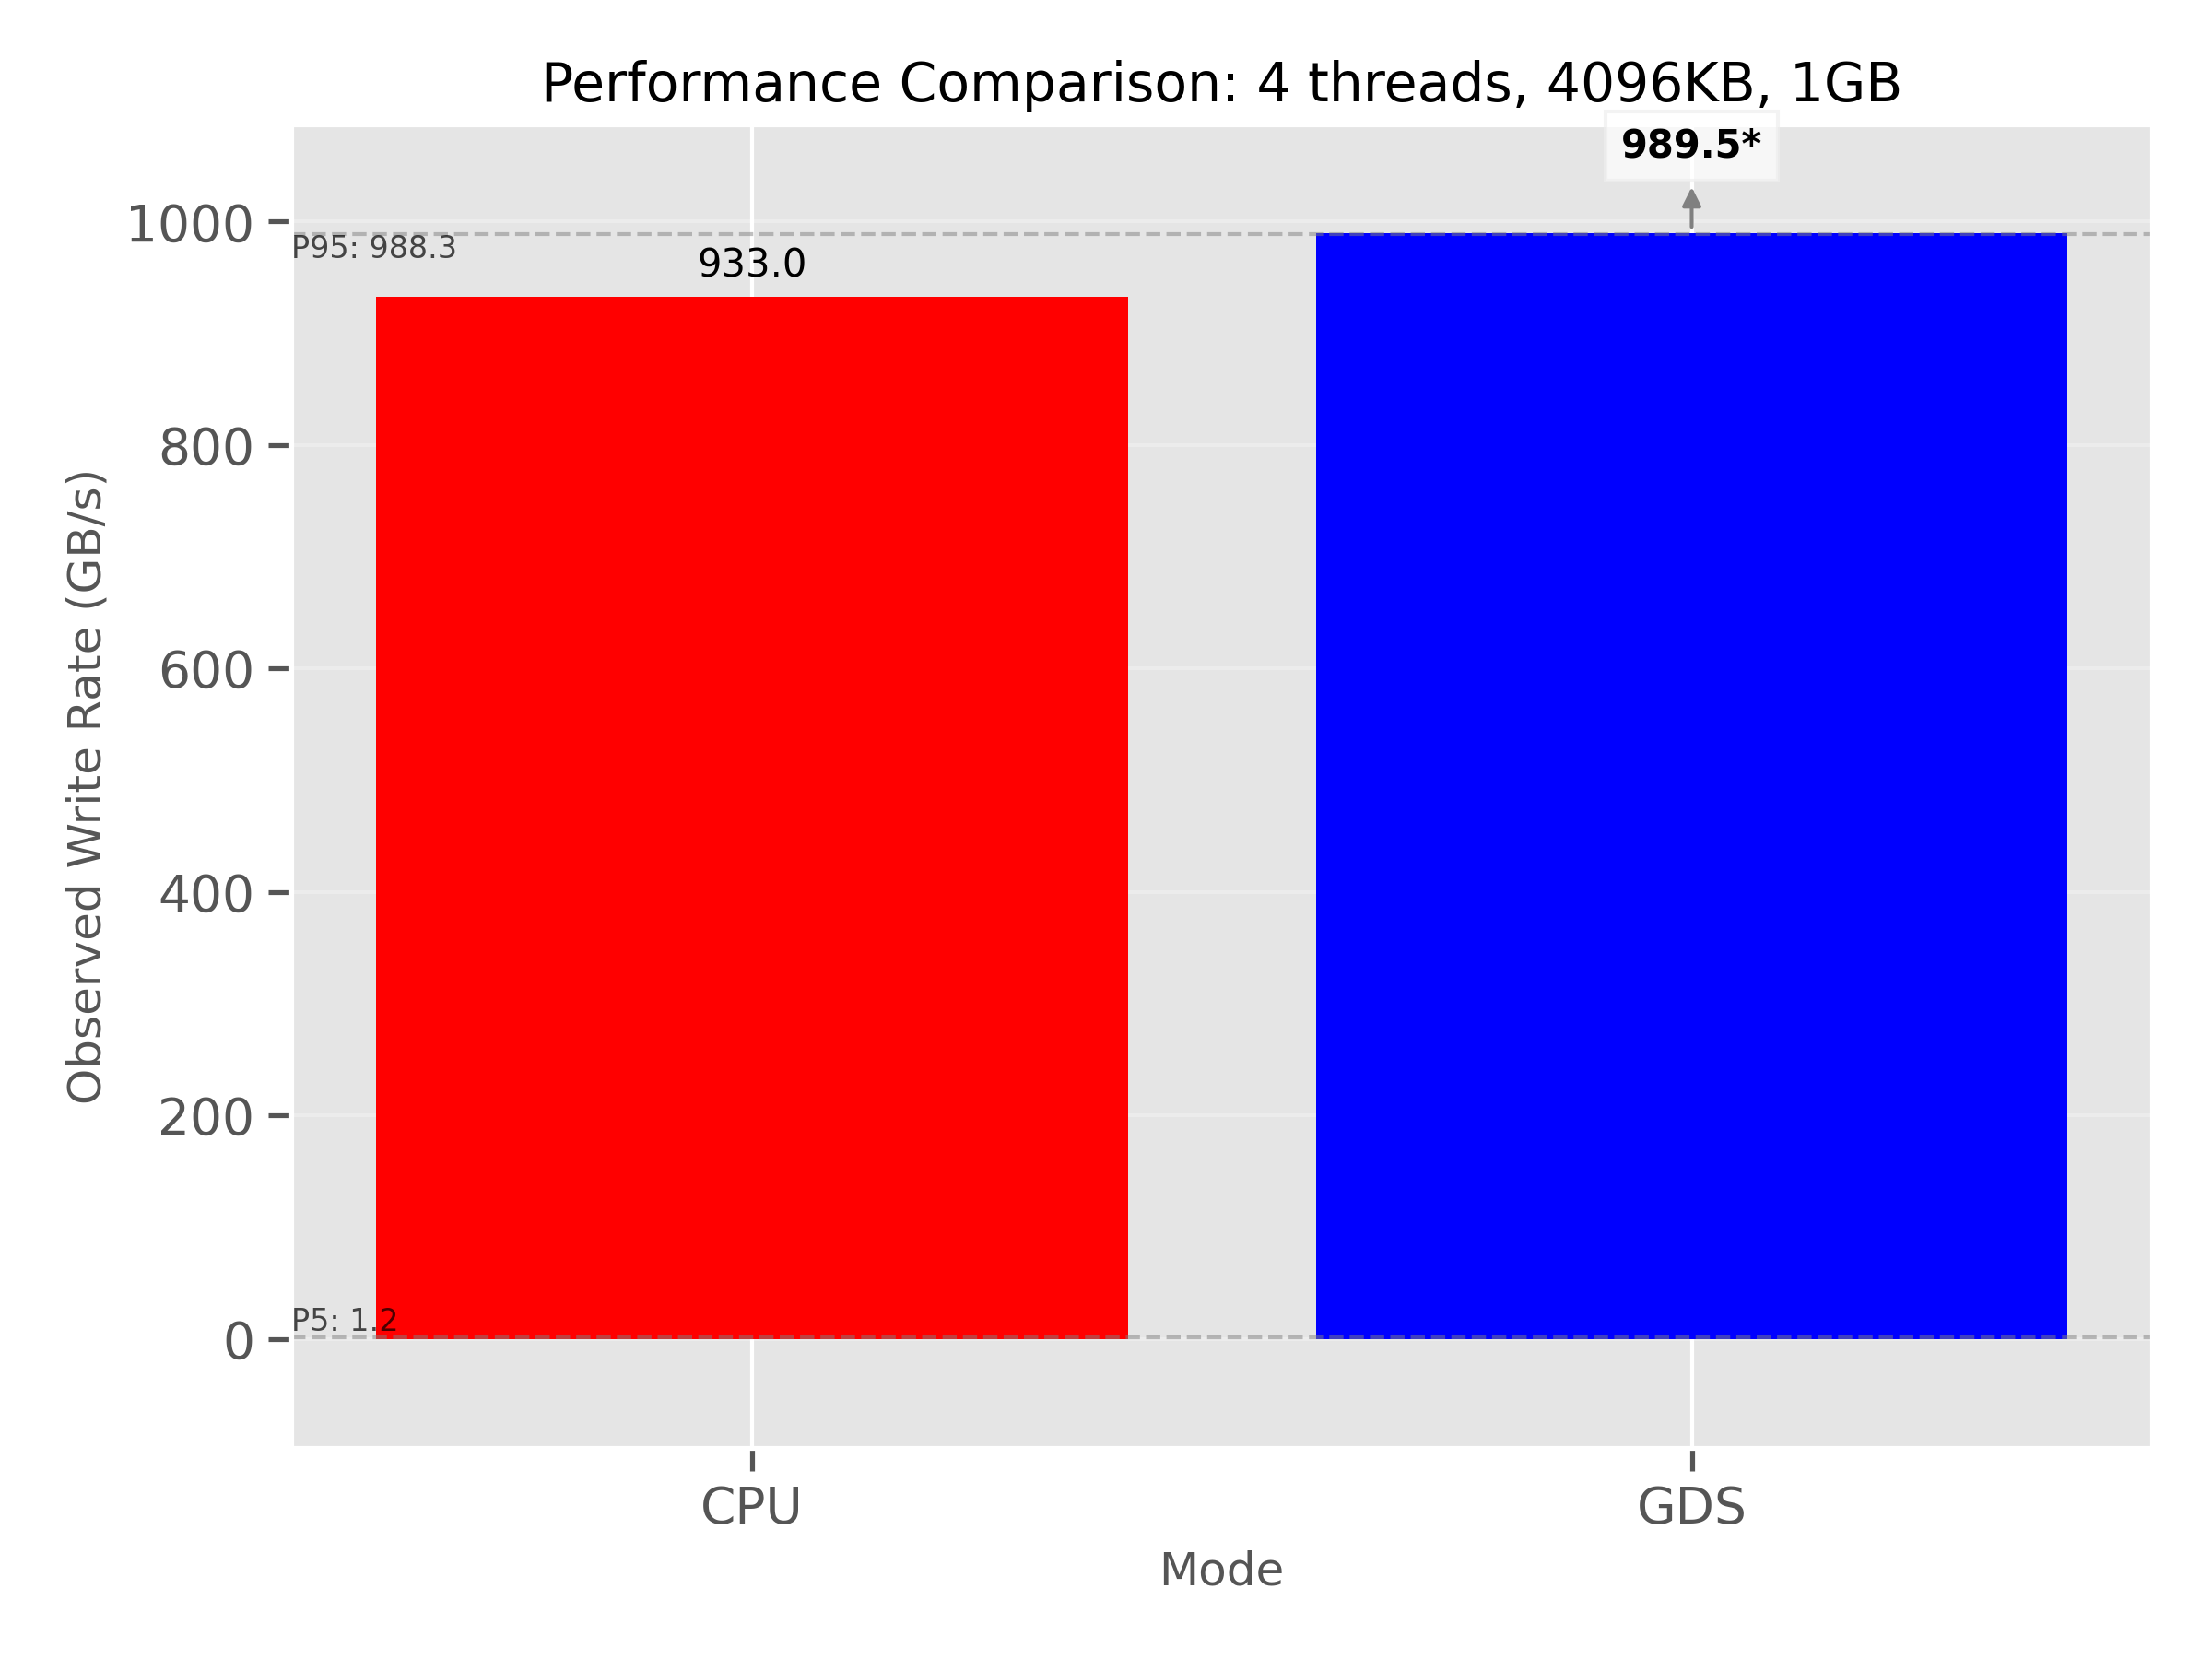 Performance Comparison: 4 threads, 4096KB, 1GB
989.5*
1000
P95: 988.3
933.0
800
600
400
200
P5: 1.2
0
Observed Write Rate (GB/s)
CPU
GDS
Mode